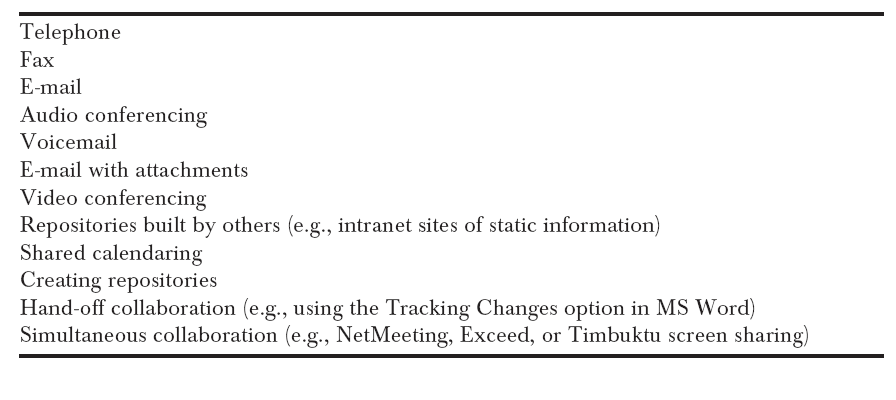 Telephone
Fax
E-mail
Audio conferencing
Voicemail
E-mail with attachments
Video conferencing
Repositories built by others (e.g., intranet sites of static information)
Shared calendaring
Creating repositories
Hand-off collaboration (e.g., using the Tracking Changes option in MS Word)
Simultaneous collaboration (e.g., NetMeeting, Exceed, or Timbuktu screen sharing)